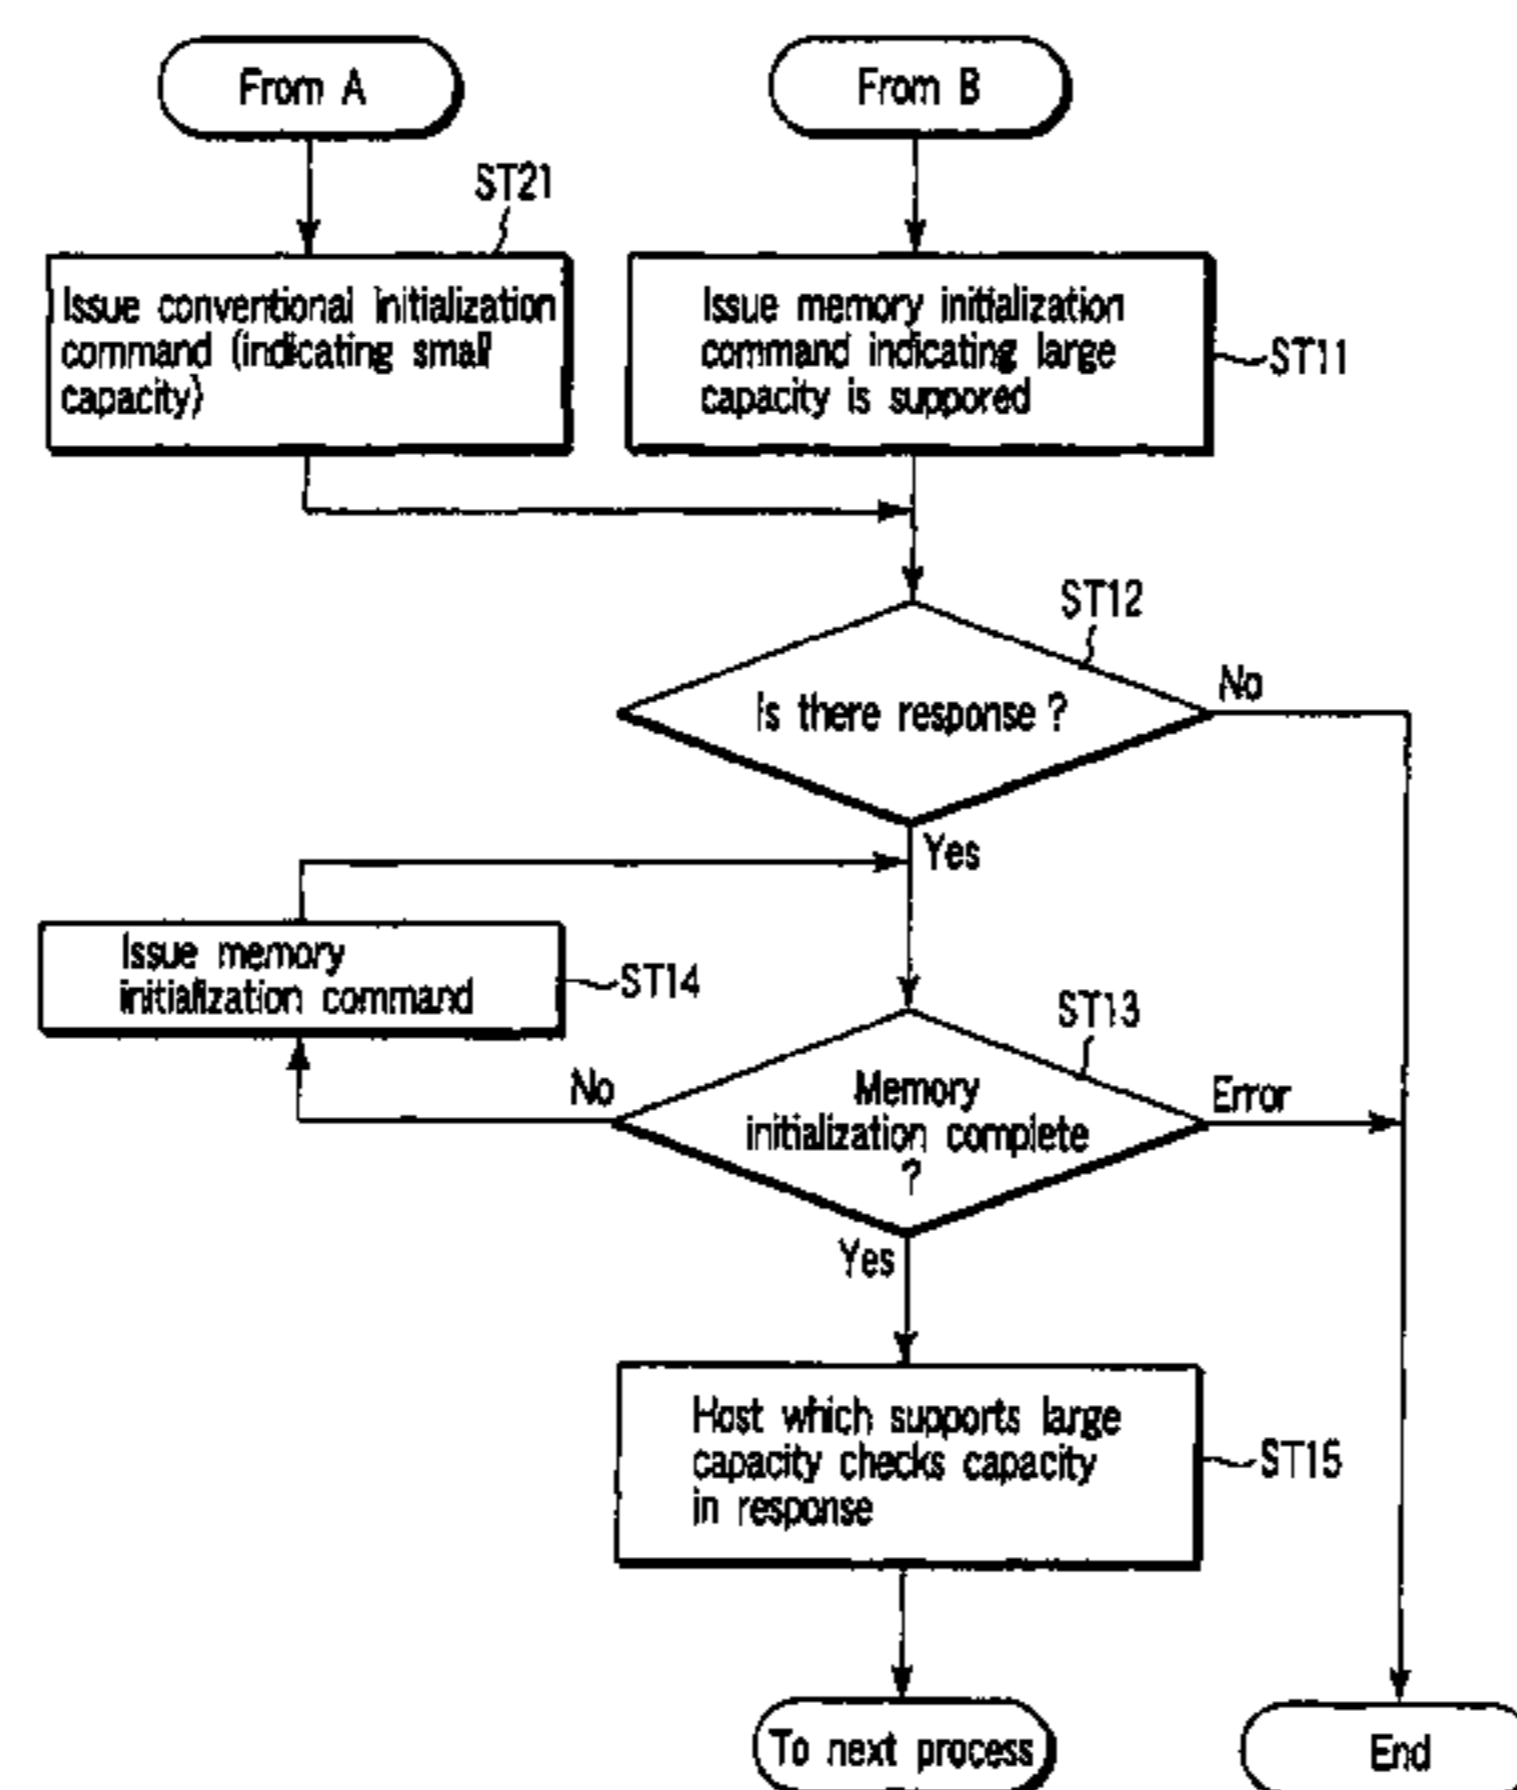 From A
From B
ST21
Issue conventional initialization
command (indicating small
capacity)
Issue memory initialization
command indicating large
capacity is suppored
ST11
ST12
Is there response ?
No
Yes
Issue memory
initialization command
ST14
ST13
No
Memory
initialization complete
?
Error
Yes
Host which supports large
capacity checks capacity
in response
ST15
To next process
End